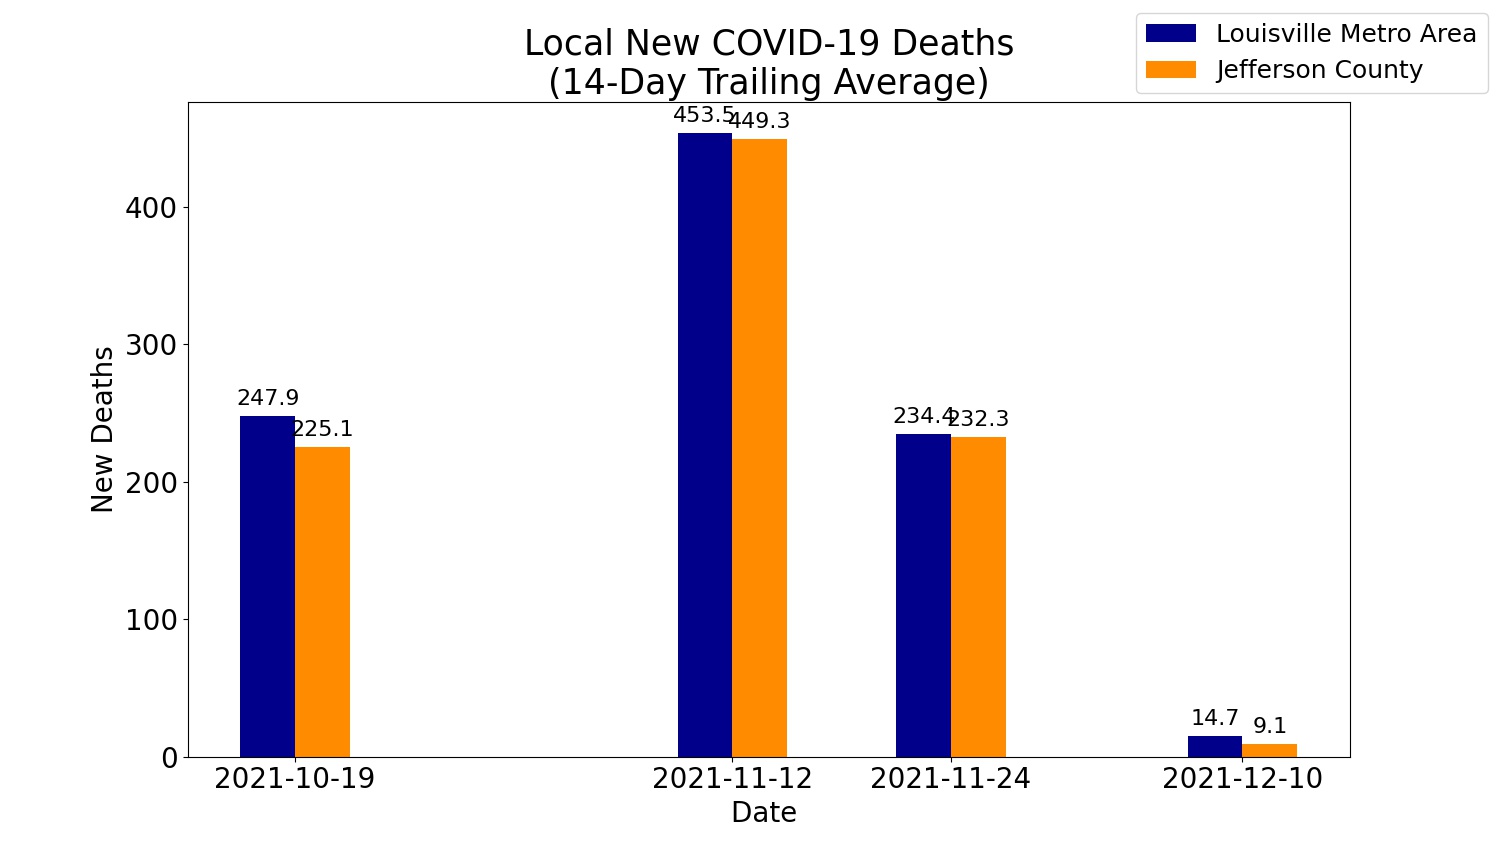 Local New COVID-19 Deaths
(14-Day Trailing Average)
Louisville Metro Area
Jefferson County
New Deaths
400
300
200
100
0
453.5
449.3
247.9
225.1
234.4
232.3
14.7
9.1
2021-10-19
2021-11-12
2021-11-24
2021-12-10
Date